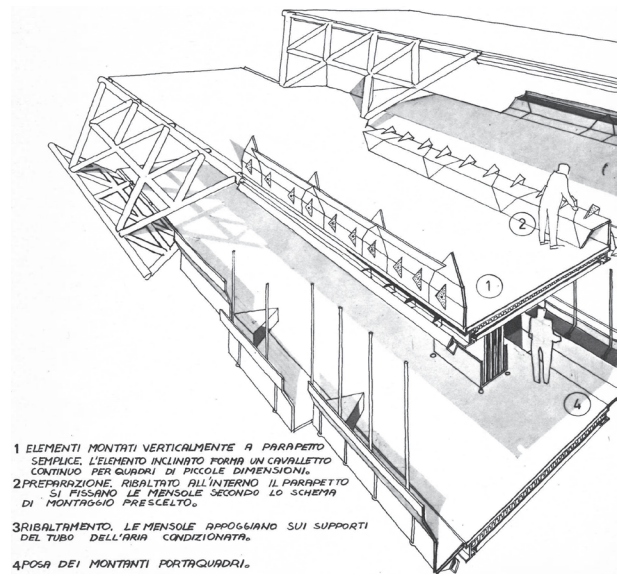 2
1
4
1 ELEMENTI MONTATI VERTICALMENTE A PARAPETTO
SEMPLICE. L'ELEMENTO INCLINATO FORMA UN CAVALLETTO
CONTINUO PER QUADRI DI PICCOLE DIMENSIONI.
2 PREPARAZIONE. RIBALTATO ALL'INTERNO IL PARAPETTO
SI FISSANO LE MENSOLE SECONDO LO SCHEMA
DI MONTAGGIO PRESCELTO.
3 RIBALTAMENTO. LE MENSOLE APPOGGIANO SUI SUPPORTI
DEL TUBO DELL'ARIA CONDIZIONATA.
4 POSA DEI MONTANTI PORTAQUADRI.